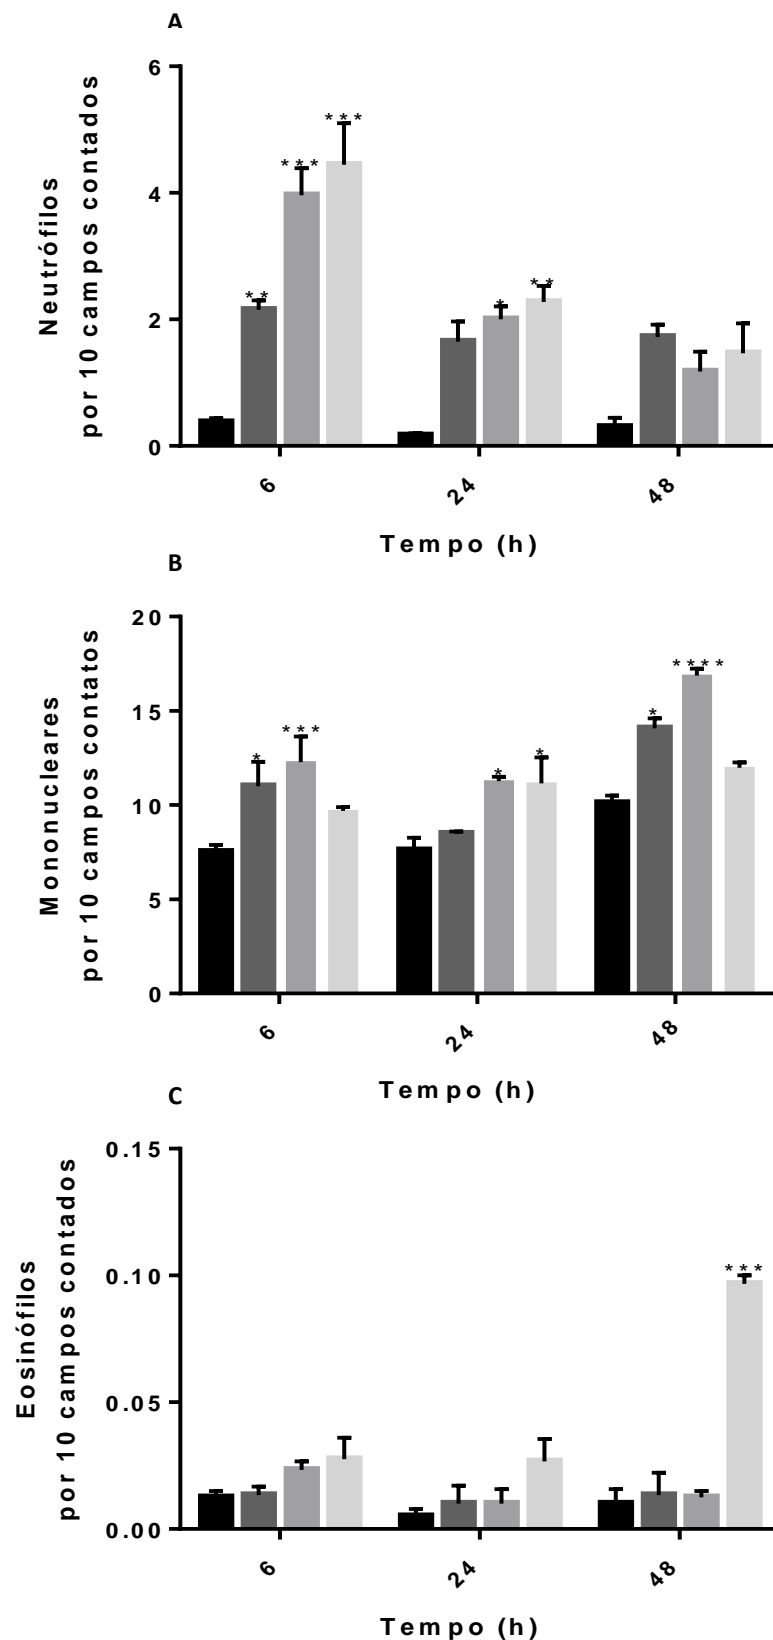 A
Neutrófilos
por 10 campos contados
6
4
2
0
** *** ***
* **
6 24 48
Tempo (h)
B
Mononucleares
por 10 campos contatos
20
15
10
5
0
* ***
* *
* ****
6 24 48
Tempo (h)
C
Eosinófilos
por 10 campos contados
0.15
0.10
0.05
0.00
***
6 24 48
Tempo (h)